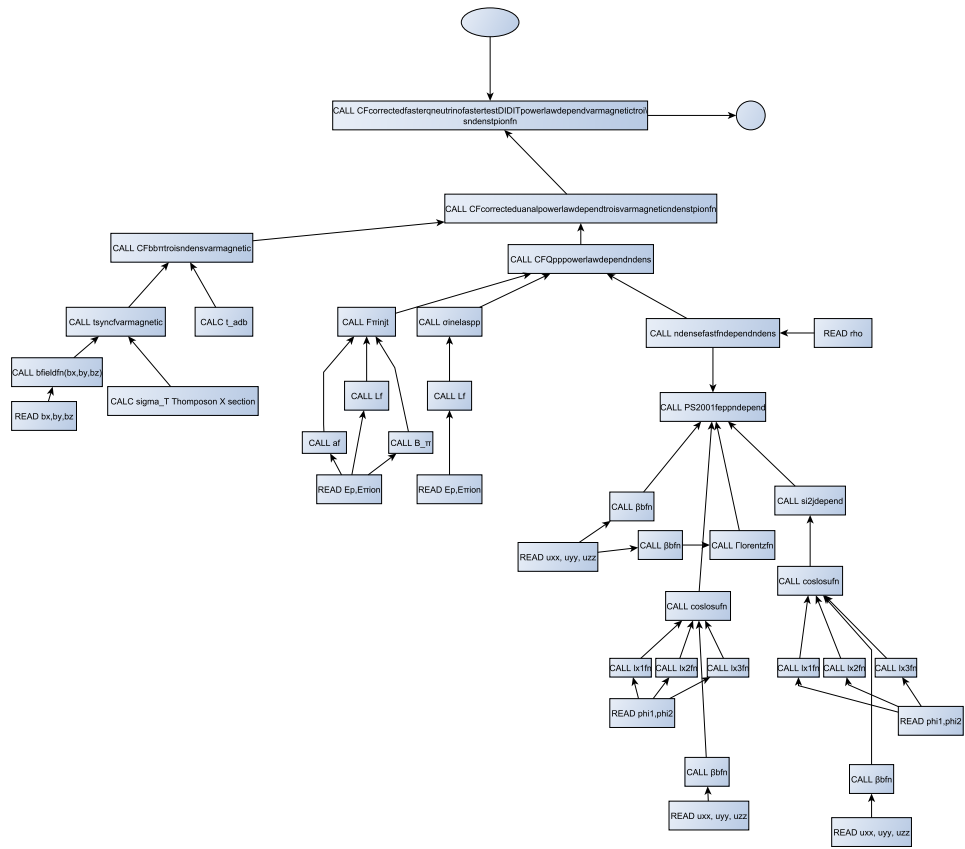 CALL CFcorrectedfasterqneutrinofastertestDIDITpowerlawdependvarmagnetictroi\
sndenstpionfn
CALL CFcorrecteduanalpowerlawdependtroisvarmagneticndenstpionfn
CALL CFbbπtroisndensvarmagnetic
CALL CFQpppowerlawdependndens
CALL tsyncfvarmagnetic
CALC t_adb
CALL Fπinjt
CALL σinelaspp
CALL ndensefastfndependndens
READ rho
CALL bfieldfn(bx,by,bz)
CALC sigma_T Thomposon X section
CALL Lf
CALL Lf
CALL PS2001feppndepend
READ bx,by,bz
CALL af
CALL B_π
READ Ep,Eπion
READ Ep,Eπion
CALL si2jdepend
CALL βbfn
CALL βbfn
CALL Γlorentzfn
READ uxx, uyy, uzz
CALL coslosufn
CALL coslosufn
CALL lx1fn
CALL lx2fn
CALL lx3fn
CALL lx1fn
CALL lx2fn
CALL lx3fn
READ phi1,phi2
READ phi1,phi2
CALL βbfn
CALL βbfn
READ uxx, uyy, uzz
READ uxx, uyy, uzz